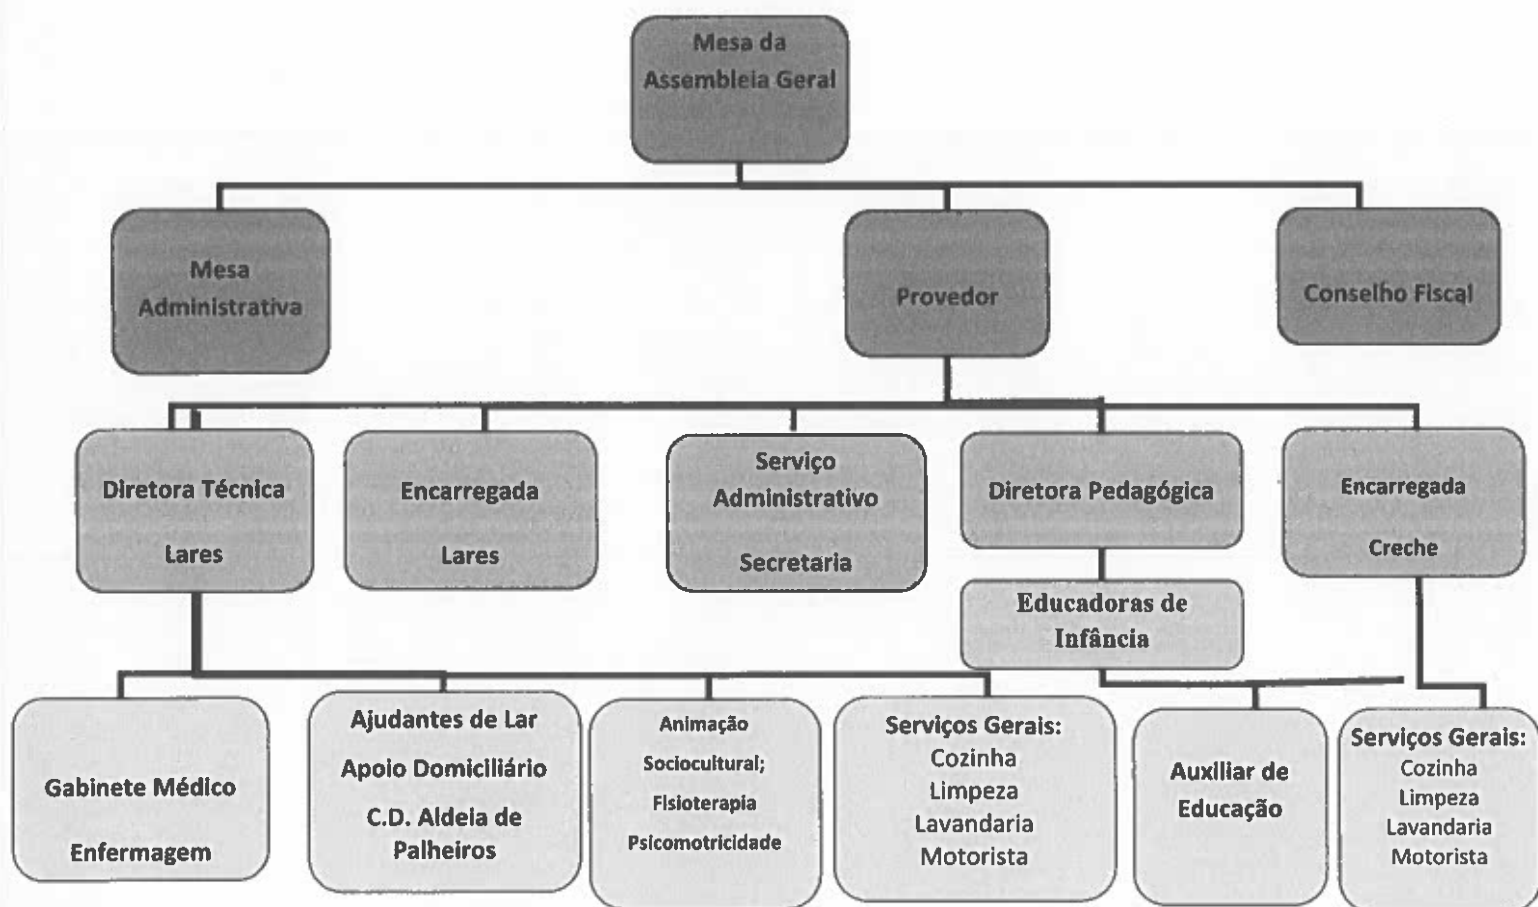 Mesa da
Assembleia Geral
Mesa
Administrativa
Provedor
Conselho Fiscal
Diretora Técnica
Lares
Encarregada
Lares
Serviço
Administrativo
Secretaria
Diretora Pedagógica
Encarregada
Creche
Educadoras de
Infância
Gabinete Médico
Enfermagem
Ajudantes de Lar
Apoio Domiciliário
C.D. Aldeia de
Palheiros
Animação
Sociocultural;
Fisioterapia
Psicomotricidade
Serviços Gerais:
Cozinha
Limpeza
Lavandaria
Motorista
Auxiliar de
Educação
Serviços Gerais:
Cozinha
Limpeza
Lavandaria
Motorista